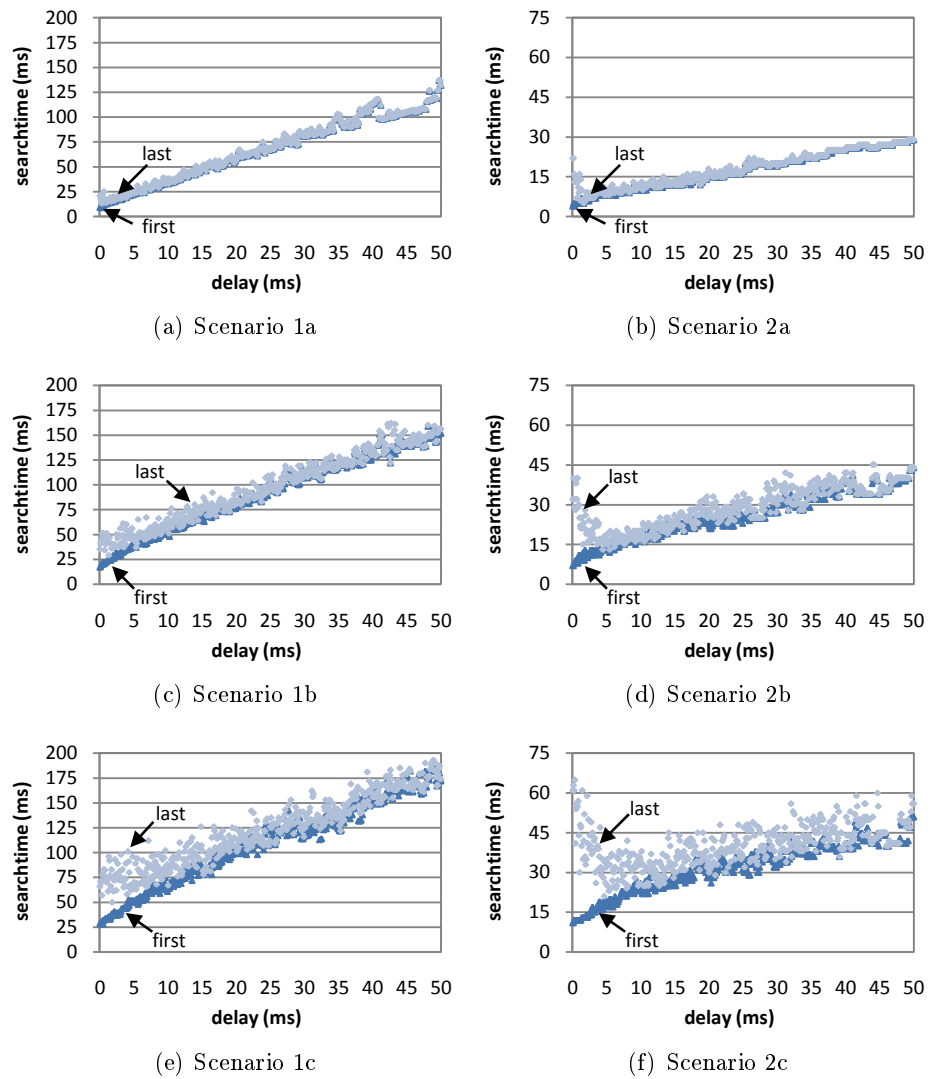 searchtime (ms)
200
175
150
125
100
75
50
25
0
last
first
0 5 10 15 20 25 30 35 40 45 50
delay (ms)
(a) Scenario 1a
searchtime (ms)
75
60
45
30
15
0
last
first
0 5 10 15 20 25 30 35 40 45 50
delay (ms)
(b) Scenario 2a
searchtime (ms)
200
175
150
125
100
75
50
25
0
last
first
0 5 10 15 20 25 30 35 40 45 50
delay (ms)
(c) Scenario 1b
searchtime (ms)
75
60
45
30
15
0
last
first
0 5 10 15 20 25 30 35 40 45 50
delay (ms)
(d) Scenario 2b
searchtime (ms)
200
175
150
125
100
75
50
25
0
last
first
0 5 10 15 20 25 30 35 40 45 50
delay (ms)
(e) Scenario 1c
searchtime (ms)
75
60
45
30
15
0
last
first
0 5 10 15 20 25 30 35 40 45 50
delay (ms)
(f) Scenario 2c